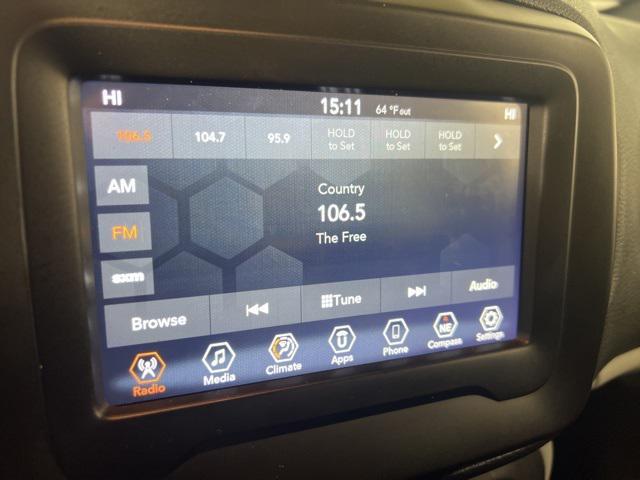 HI 15:11 64 °F out HI
106.5 104.7 95.9 HOLD to Set HOLD to Set HOLD to Set
AM
FM
sxm
Country
106.5
The Free
Browse Tune Audio
Radio Media Climate Apps Phone NE Compass Settings